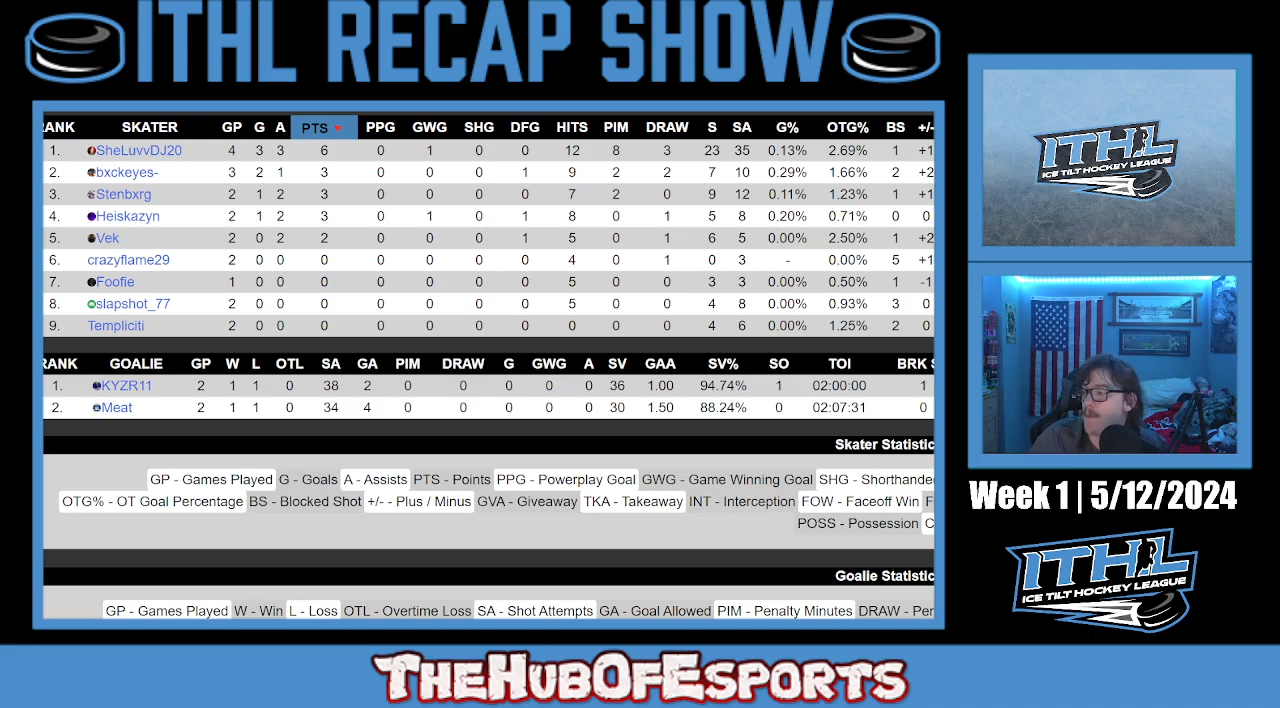 ITHL RECAP SHOW
ANK SKATER GP G A PTS PPG GWG SHG DFG HITS PIM DRAW S SA G% OTG% BS +/-
1. SheLuvvDJ20 4 3 3 6 0 1 0 0 12 8 3 23 35 0.13% 2.69% 1 +1
2. bxckeyes- 3 2 1 3 0 0 0 1 9 2 2 7 10 0.29% 1.66% 2 +2
3. Stenbxrg 2 1 2 3 0 0 0 0 7 2 0 9 12 0.11% 1.23% 1 +1
4. Heiskazyn 2 1 2 3 0 1 0 1 8 0 1 5 8 0.20% 0.71% 0 0
5. Vek 2 0 2 2 0 0 0 1 5 0 1 6 5 0.00% 2.50% 1 +2
6. crazyflame29 2 0 0 0 0 0 0 0 4 0 1 0 3 - 0.00% 5 +1
7. Foofie 1 0 0 0 0 0 0 0 5 0 0 3 3 0.00% 0.50% 1 -1
8. slapshot_77 2 0 0 0 0 0 0 0 5 0 0 4 8 0.00% 0.93% 3 0
9. Templiciti 2 0 0 0 0 0 0 0 0 0 0 4 6 0.00% 1.25% 2 0
RANK GOALIE GP W L OTL SA GA PIM DRAW G GWG A SV GAA SV% SO TOI BRK S
1. KYZR11 2 1 1 0 38 2 0 0 0 0 0 36 1.00 94.74% 1 02:00:00 1
2. Meat 2 1 1 0 34 4 0 0 0 0 0 30 1.50 88.24% 0 02:07:31 0
Skater Statistic
GP - Games Played G - Goals A - Assists PTS - Points PPG - Powerplay Goal GWG - Game Winning Goal SHG - Shorthande
OTG% - OT Goal Percentage BS - Blocked Shot +/- - Plus / Minus GVA - Giveaway TKA - Takeaway INT - Interception FOW - Faceoff Win F
POSS - Possession C
Goalie Statistic
GP - Games Played W - Win L - Loss OTL - Overtime Loss SA - Shot Attempts GA - Goal Allowed PIM - Penalty Minutes DRAW - Pen
ITHL
ICE TILT HOCKEY LEAGUE
Week 1 | 5/12/2024
ITHL
ICE TILT HOCKEY LEAGUE
THEHUBOFESPORTS